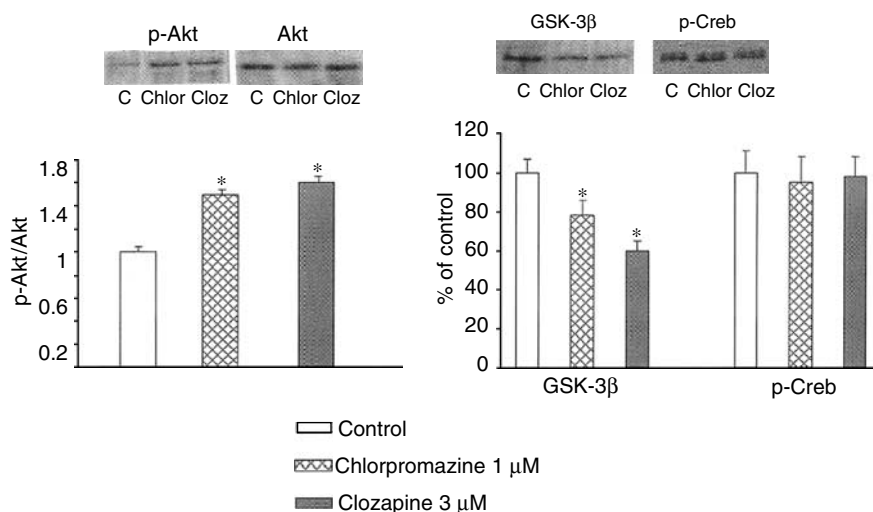 p-Akt Akt
C Chlor Cloz C Chlor Cloz
p-Akt/Akt
1.8
1.4
1
0.6
0.2
* *
GSK-3β p-Creb
C Chlor Cloz C Chlor Cloz
% of control
120
100
80
60
40
20
0
* *
GSK-3β p-Creb
Control
Chlorpromazine 1 μM
Clozapine 3 μM